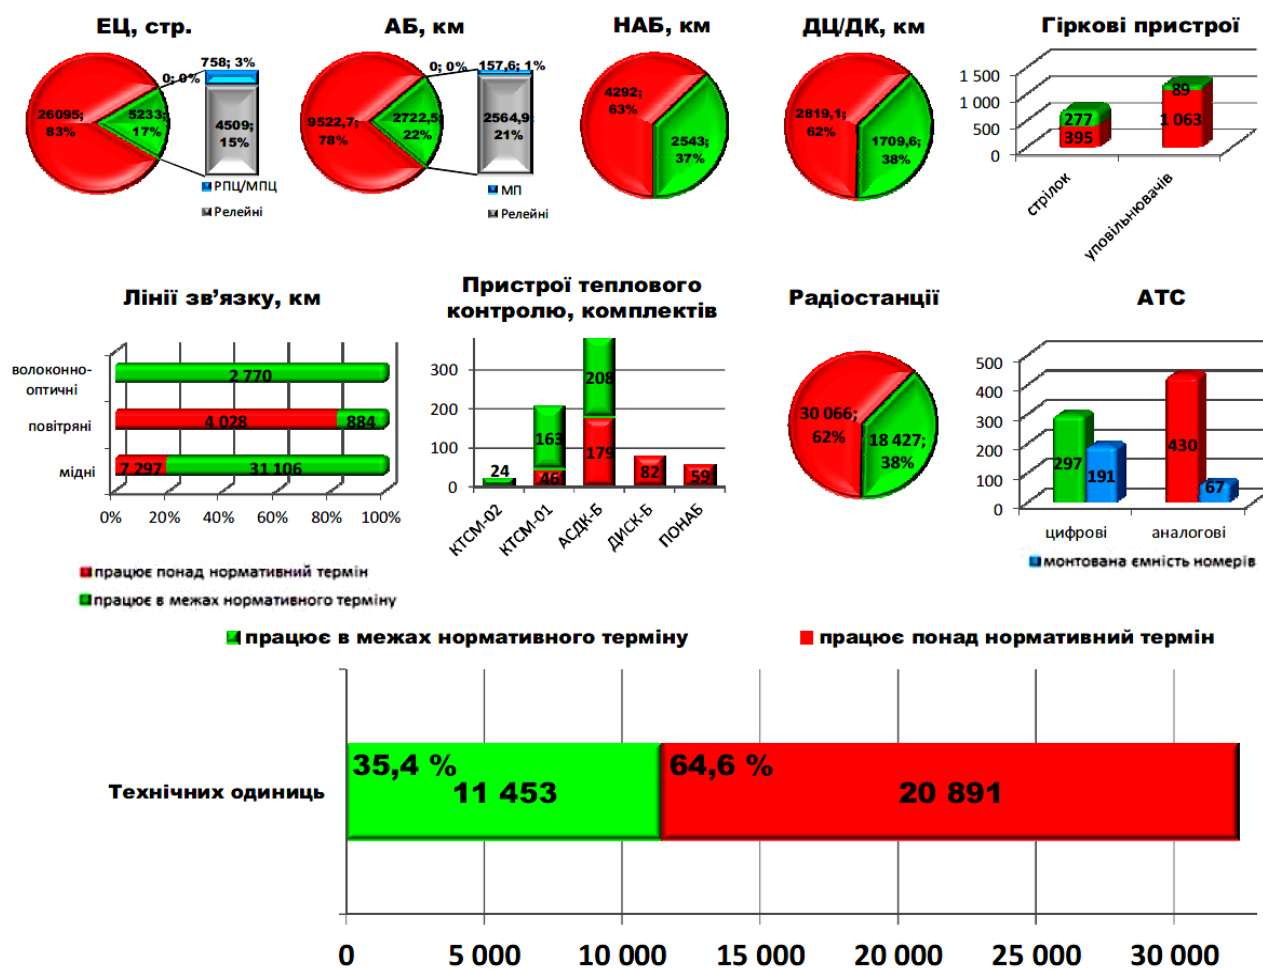 ЕЦ, стр.
26095;
83%
5233;
17%
0; 0%
758; 3%
4509;
15%
РПЦ/МПЦ
Релейні
АБ, км
9522,7;
78%
2722,5;
22%
0; 0%
157,6; 1%
2564,9;
21%
МП
Релейні
НАБ, км
4292;
63%
2543;
37%
ДЦ/ДК, км
2819,1;
62%
1709,6;
38%
Гіркові пристрої
1 500
1 000
500
0
277
395
89
1 063
стрілок
уповільнювачів
Лінії зв’язку, км
волоконно-
оптичні
повітряні
мідні
2 770
4 028
884
7 297
31 106
0%
20%
40%
60%
80%
100%
працює понад нормативний термін
працює в межах нормативного терміну
Пристрої теплового
контролю, комплектів
300
200
100
0
24
163
46
208
179
82
59
КТСМ-02
КТСМ-01
АСДК-Б
ДИСК-Б
ПОНАБ
Радіостанції
30 066;
62%
18 427;
38%
АТС
500
400
300
200
100
0
297
191
430
67
цифрові
аналогові
монтована ємність номерів
працює в межах нормативного терміну
працює понад нормативний термін
Технічних одиниць
35,4 %
11 453
64,6 %
20 891
0
5 000
10 000
15 000
20 000
25 000
30 000